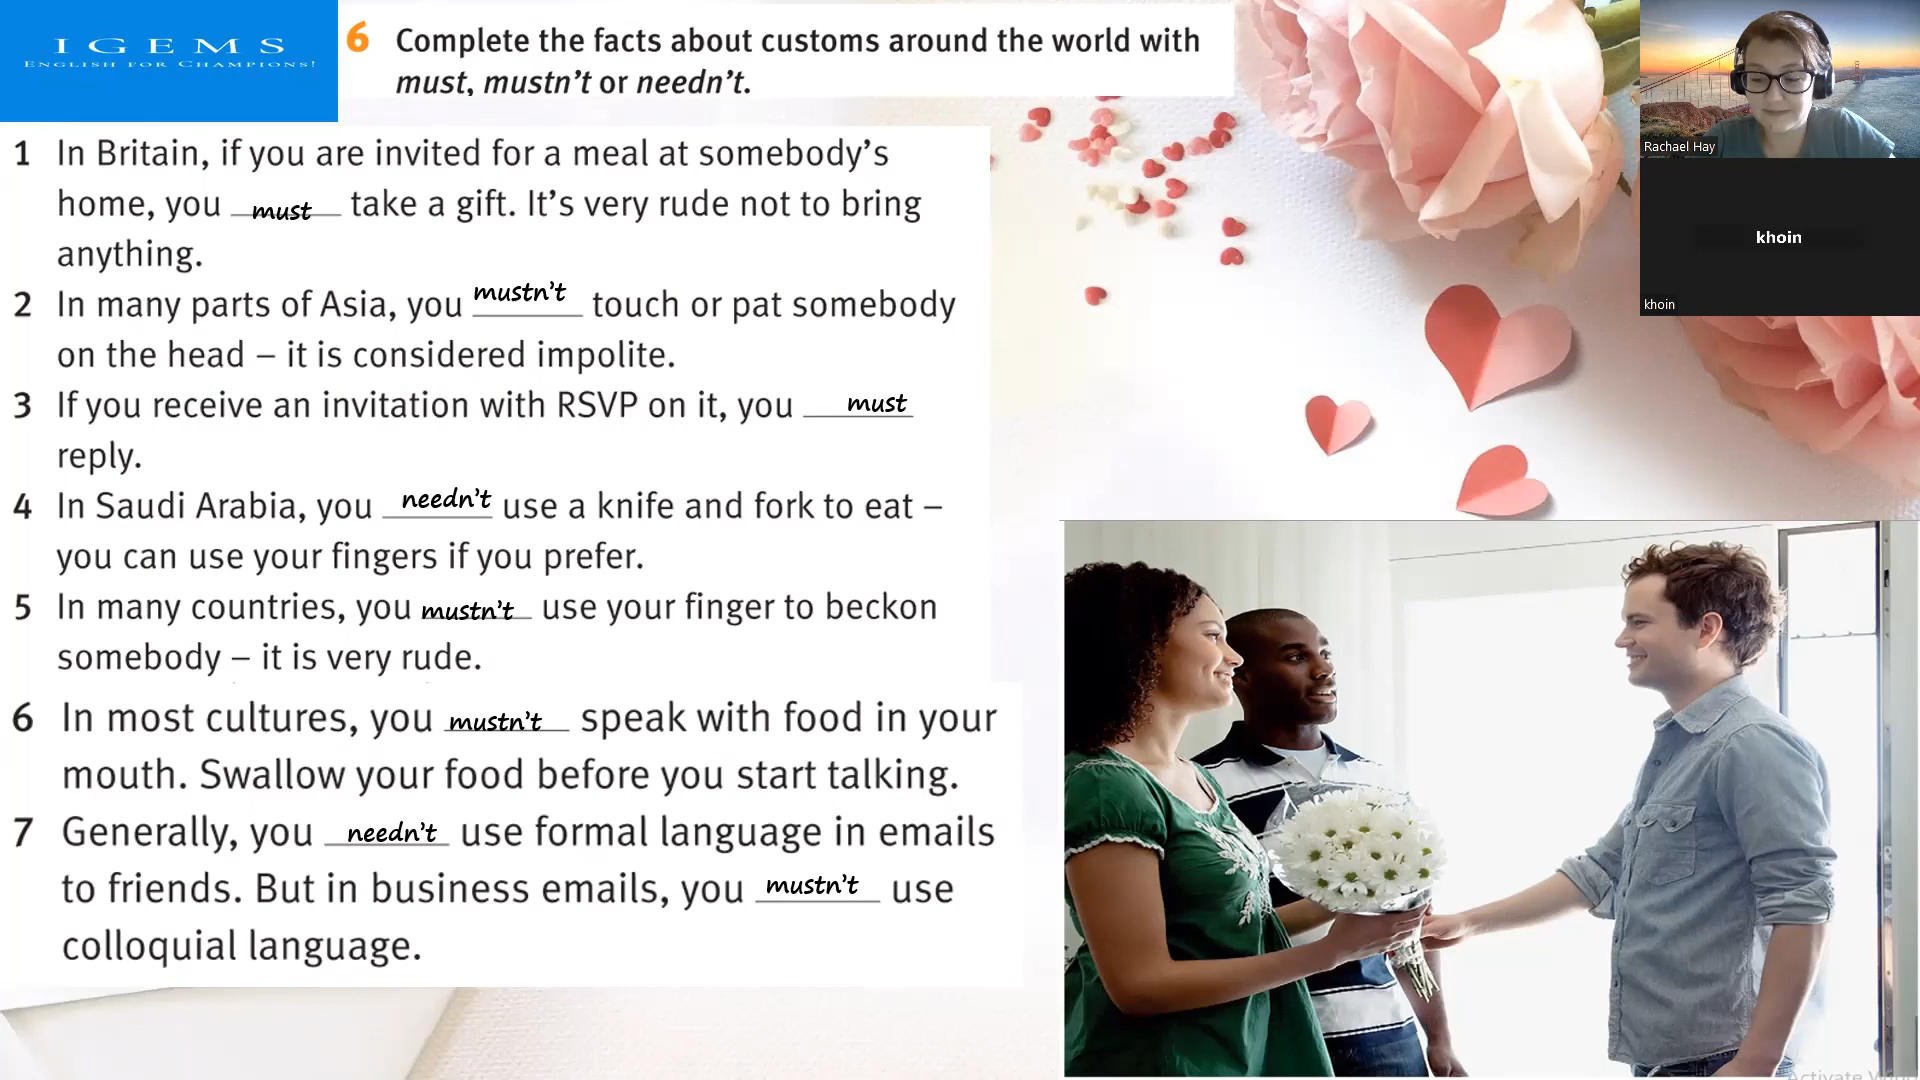 IGEMS
ENGLISH FOR CHAMPIONS!
6 Complete the facts about customs around the world with
must, mustn't or needn't.
1 In Britain, if you are invited for a meal at somebody's
home, you must take a gift. It's very rude not to bring
anything.
2 In many parts of Asia, you mustn't touch or pat somebody
on the head – it is considered impolite.
3 If you receive an invitation with RSVP on it, you must
reply.
4 In Saudi Arabia, you needn't use a knife and fork to eat –
you can use your fingers if you prefer.
5 In many countries, you mustn't use your finger to beckon
somebody – it is very rude.
6 In most cultures, you mustn't speak with food in your
mouth. Swallow your food before you start talking.
7 Generally, you needn't use formal language in emails
to friends. But in business emails, you mustn't use
colloquial language.
Rachael Hay
khoin
khoin
Activate